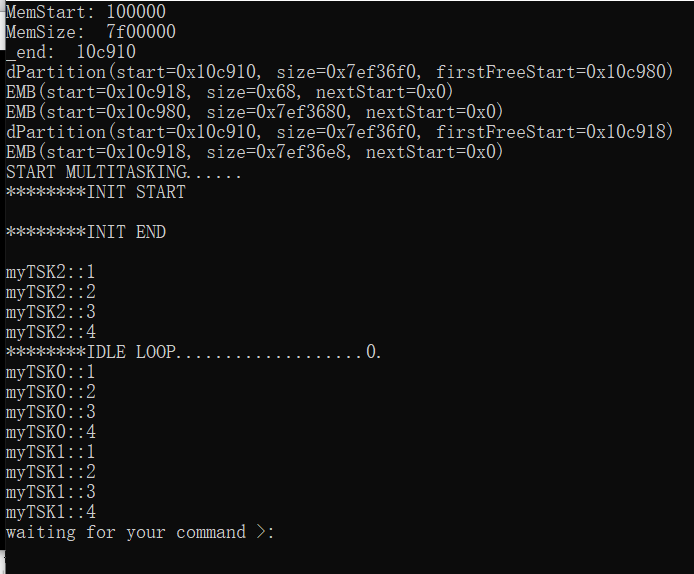 MemStart: 100000
MemSize:  7f00000
_end:  10c910
dPartition(start=0x10c910, size=0x7ef36f0, firstFreeStart=0x10c980)
EMB(start=0x10c918, size=0x68, nextStart=0x0)
EMB(start=0x10c980, size=0x7ef3680, nextStart=0x0)
dPartition(start=0x10c910, size=0x7ef36f0, firstFreeStart=0x10c918)
EMB(start=0x10c918, size=0x7ef36e8, nextStart=0x0)
START MULTITASKING......
********INIT START
********INIT END
myTSK2::1
myTSK2::2
myTSK2::3
myTSK2::4
********IDLE LOOP...................0.
myTSK0::1
myTSK0::2
myTSK0::3
myTSK0::4
myTSK1::1
myTSK1::2
myTSK1::3
myTSK1::4
waiting for your command >: